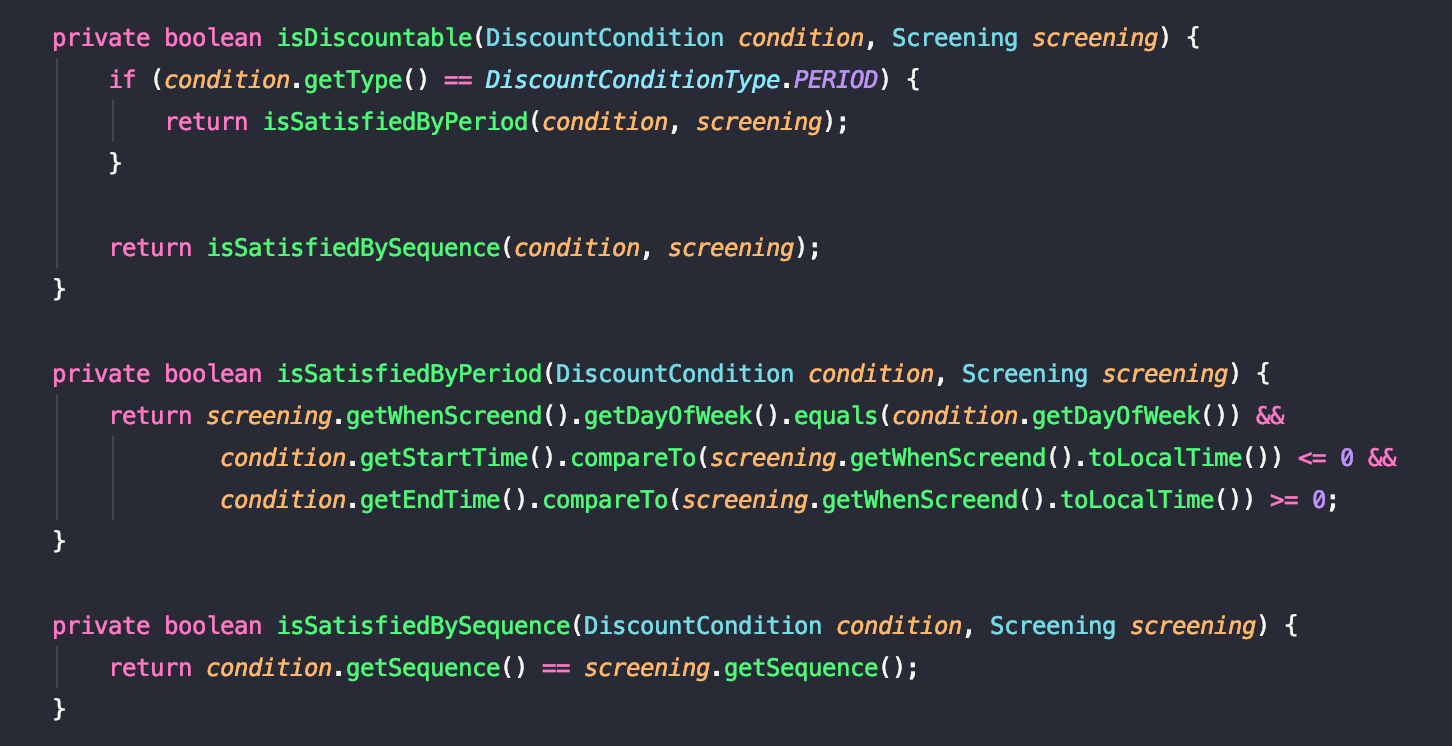 private boolean isDiscountable(DiscountCondition condition, Screening screening) {
    if (condition.getType() == DiscountConditionType.PERIOD) {
        return isSatisfiedByPeriod(condition, screening);
    }

    return isSatisfiedBySequence(condition, screening);
}

private boolean isSatisfiedByPeriod(DiscountCondition condition, Screening screening) {
    return screening.getWhenScreend().getDayOfWeek().equals(condition.getDayOfWeek()) &&
            condition.getStartTime().compareTo(screening.getWhenScreend().toLocalTime()) <= 0 &&
            condition.getEndTime().compareTo(screening.getWhenScreend().toLocalTime()) >= 0;
}

private boolean isSatisfiedBySequence(DiscountCondition condition, Screening screening) {
    return condition.getSequence() == screening.getSequence();
}